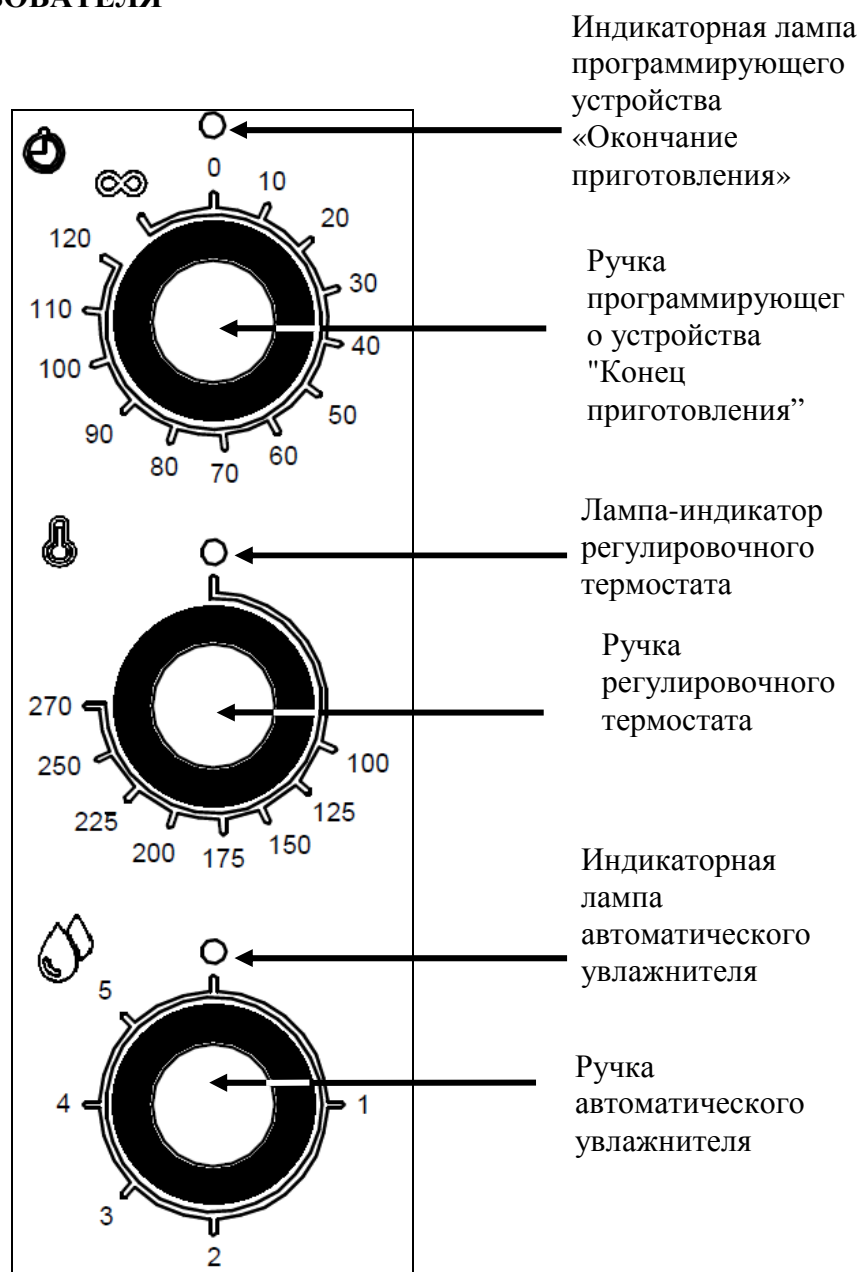 Индикаторная лампа
программирующего
устройства
«Окончание
приготовления»
0
10
20
30
40
50
60
70
80
90
100
110
120
Ручка
программирующег
о устройства
"Конец
приготовления”
Лампа-индикатор
регулировочного
термостата
Ручка
регулировочного
термостата
100
125
150
175
200
225
250
270
Индикаторная
лампа
автоматического
увлажнителя
Ручка
автоматического
увлажнителя
1
2
3
4
5